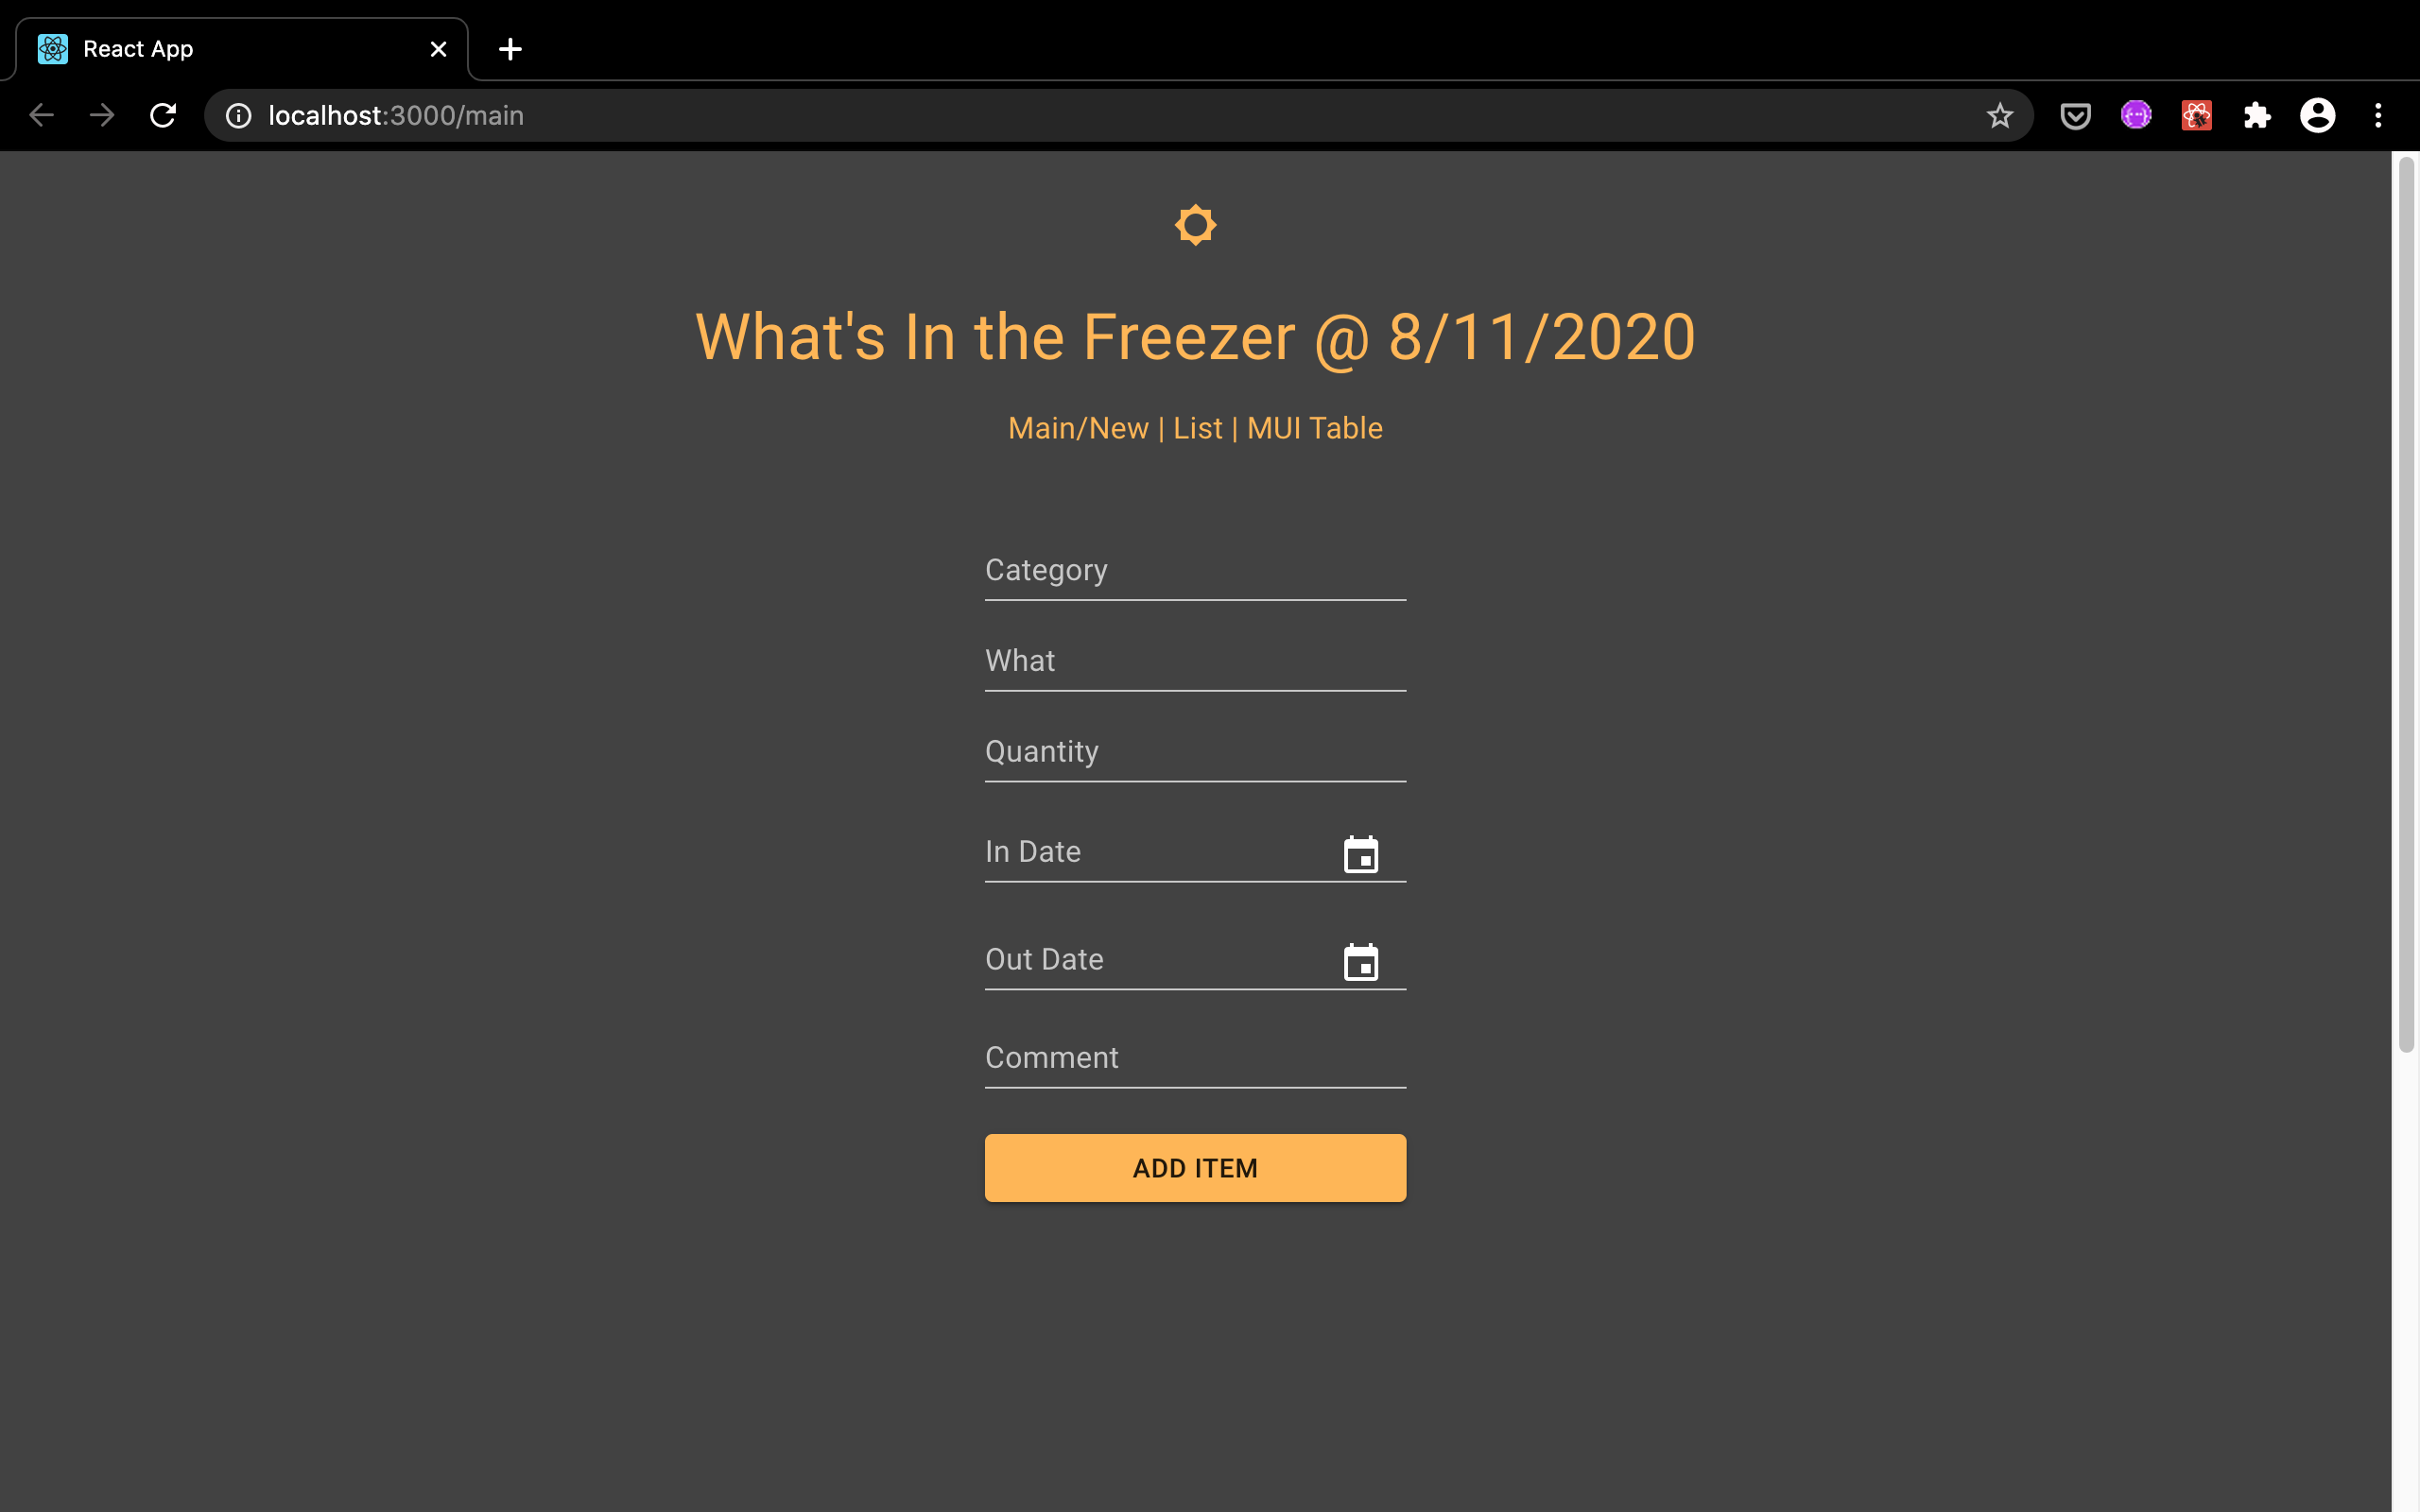 React App
localhost:3000/main
What's In the Freezer @ 8/11/2020
Main/New | List | MUI Table
Category
What
Quantity
In Date
Out Date
Comment
ADD ITEM